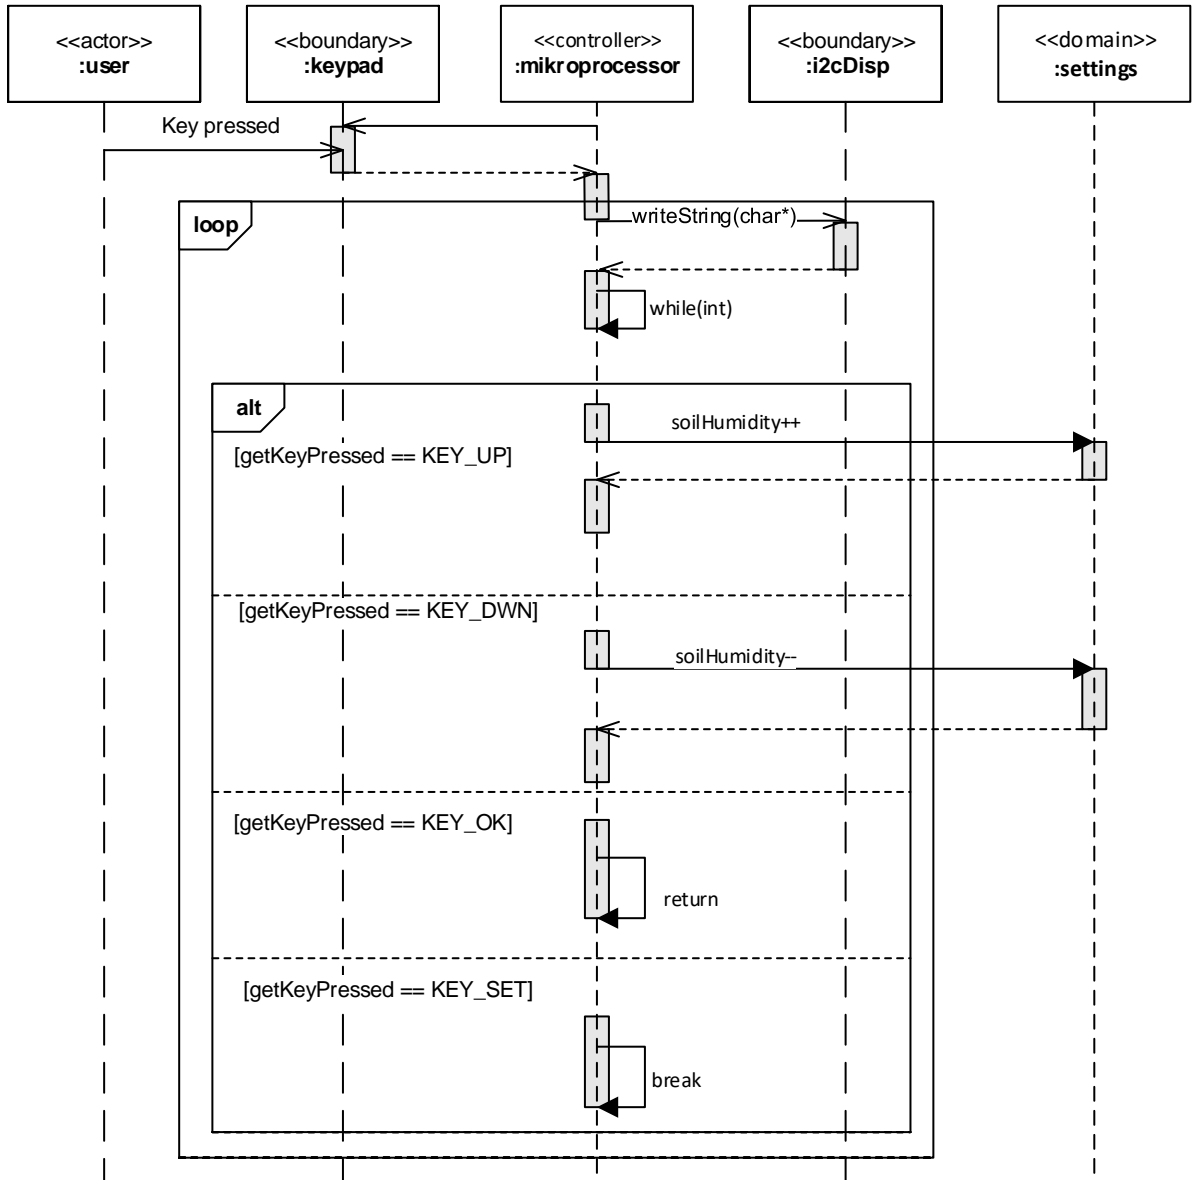 <<actor>>
:user
<<boundary>>
:keypad
<<controller>>
:mikroprocessor
<<boundary>>
:i2cDisp
<<domain>>
:settings
Key pressed
loop
writeString(char*)
while(int)
alt
soilHumidity++
[getKeyPressed == KEY_UP]
[getKeyPressed == KEY_DWN]
soilHumidity--
[getKeyPressed == KEY_OK]
return
[getKeyPressed == KEY_SET]
break